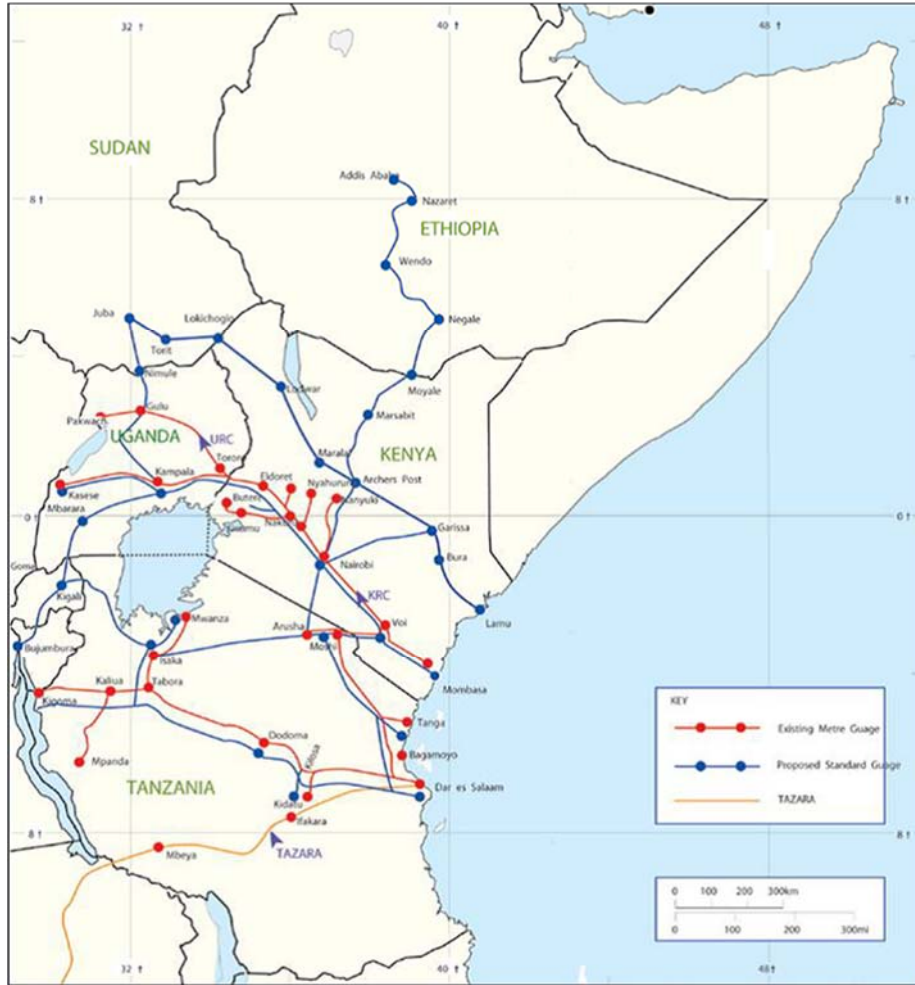 32 †
40 †
48 †
SUDAN
Addis Ababa
8 †
Nazaret
8 †
ETHIOPIA
Wendo
Juba
Lokichogio
Negale
Torit
Nimule
Lodwar
Moyale
Gulu
Marsabit
Pakwach
UGANDA
URC
Tororo
Maralal
KENYA
Kampala
Eldoret
Nyahururu
Archers Post
Kasese
Butere
Nanyuki
Mbarara
0 †
Kisumu
Nakuru
Garissa
6 †
Goma
Nairobi
Bura
Kigali
KRC
Lamu
Mwanza
Arusha
Voi
Bujumbura
Moshi
Isaka
Mombasa
Kaliua
Tabora
Kigoma
KEY
Tanga
Existing Metre Guage
Dodoma
Kilosa
Bagamoyo
Mpanda
Proposed Standard Guage
TANZANIA
Dar es Salaam
Kidatu
TAZARA
Ifakara
8 †
8 †
Mbeya
TAZARA
0 100 200 300km
0 100 200 300mi
32 †
40 †
48 †